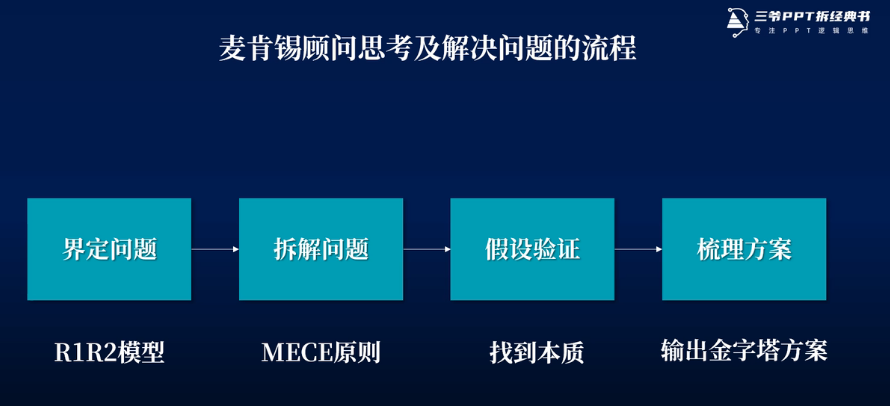 三爷PPT拆经典书
专注PPT逻辑思维
麦肯锡顾问思考及解决问题的流程
界定问题
拆解问题
假设验证
梳理方案
R1R2模型
MECE原则
找到本质
输出金字塔方案